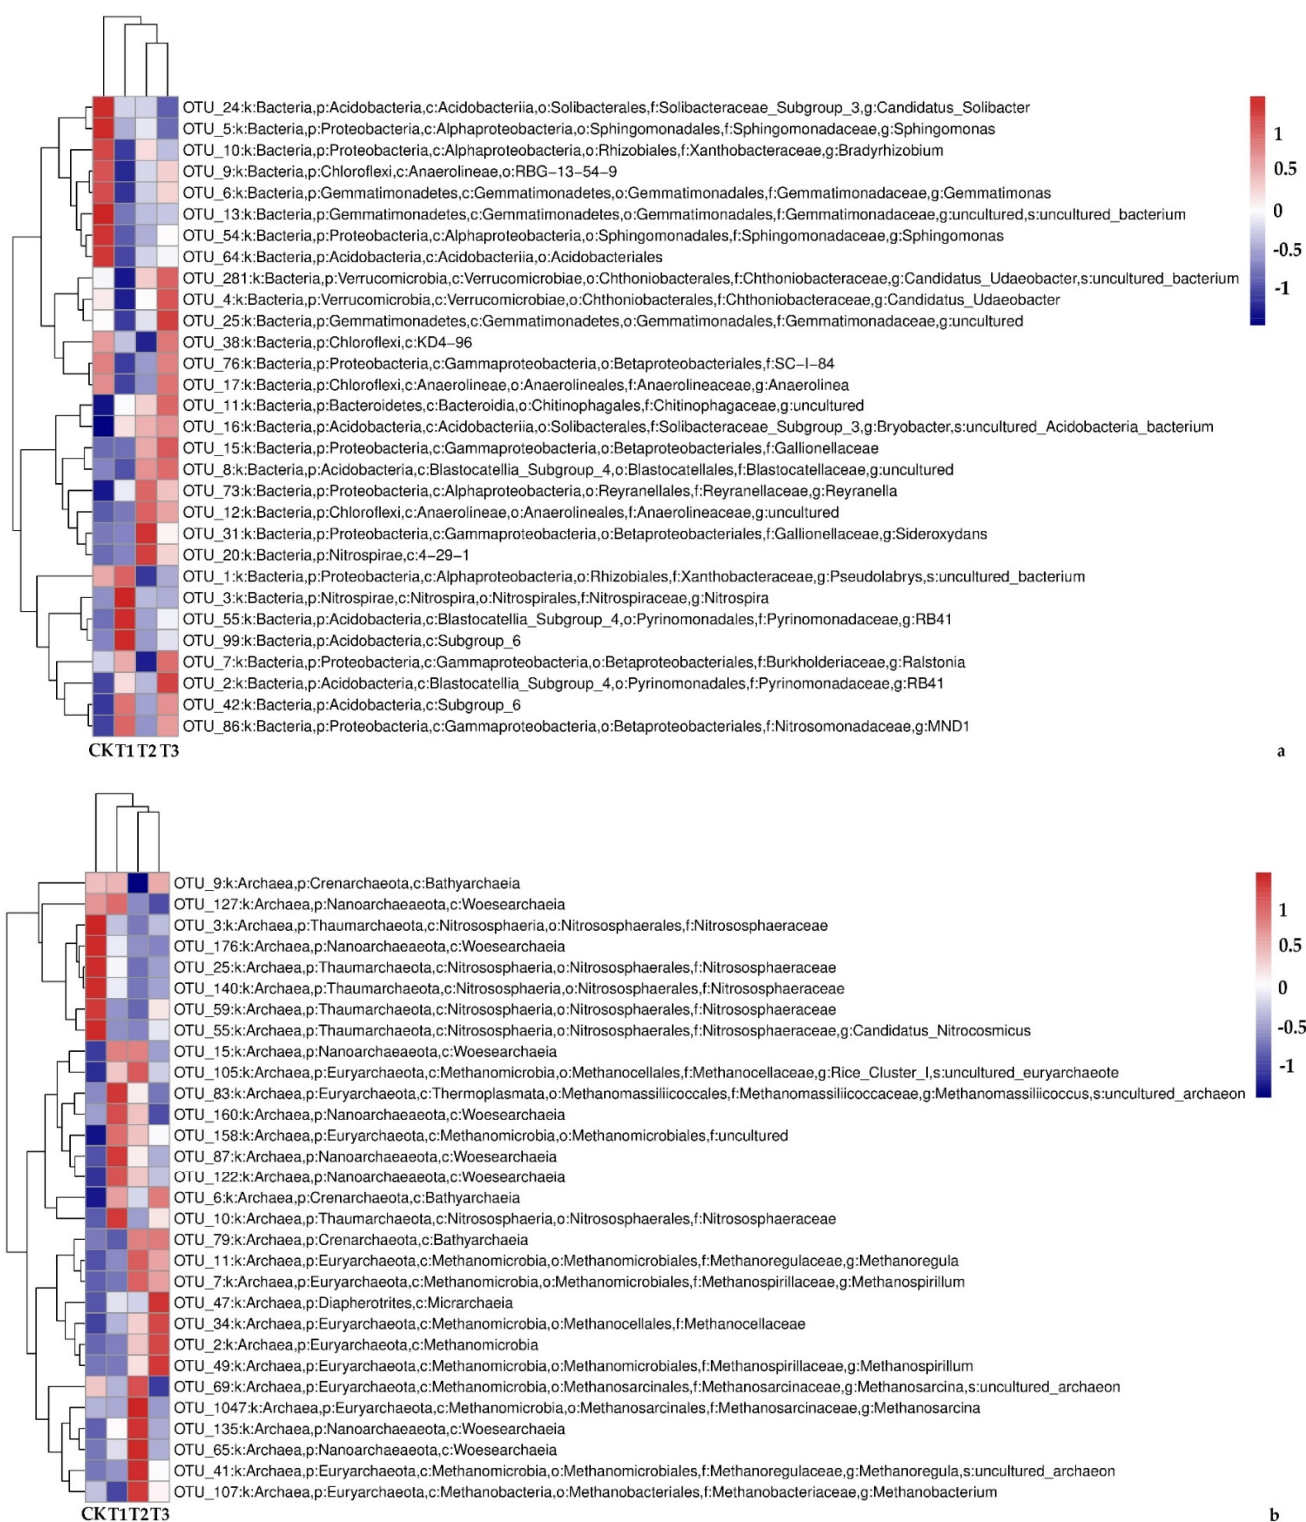 OTU_24:k:Bacteria,p:Acidobacteria,c:Acidobacteriia,o:Solibacterales,f:Solibacteraceae_Subgroup_3,g:Candidatus_Solibacter
OTU_5:k:Bacteria,p:Proteobacteria,c:Alphaproteobacteria,o:Sphingomonadales,f:Sphingomonadaceae,g:Sphingomonas
OTU_10:k:Bacteria,p:Proteobacteria,c:Alphaproteobacteria,o:Rhizobiales,f:Xanthobacteraceae,g:Bradyrhizobium
OTU_9:k:Bacteria,p:Chloroflexi,c:Anaerolineae,o:RBG−13−54−9
OTU_6:k:Bacteria,p:Gemmatimonadetes,c:Gemmatimonadetes,o:Gemmatimonadales,f:Gemmatimonadaceae,g:Gemmatimonas
OTU_13:k:Bacteria,p:Gemmatimonadetes,c:Gemmatimonadetes,o:Gemmatimonadales,f:Gemmatimonadaceae,g:uncultured,s:uncultured_bacterium
OTU_54:k:Bacteria,p:Proteobacteria,c:Alphaproteobacteria,o:Sphingomonadales,f:Sphingomonadaceae,g:Sphingomonas
OTU_64:k:Bacteria,p:Acidobacteria,c:Acidobacteriia,o:Acidobacteriales
OTU_281:k:Bacteria,p:Verrucomicrobia,c:Verrucomicrobiae,o:Chthoniobacterales,f:Chthoniobacteraceae,g:Candidatus_Udaeobacter,s:uncultured_bacterium
OTU_4:k:Bacteria,p:Verrucomicrobia,c:Verrucomicrobiae,o:Chthoniobacterales,f:Chthoniobacteraceae,g:Candidatus_Udaeobacter
OTU_25:k:Bacteria,p:Gemmatimonadetes,c:Gemmatimonadetes,o:Gemmatimonadales,f:Gemmatimonadaceae,g:uncultured
OTU_38:k:Bacteria,p:Chloroflexi,c:KD4−96
OTU_76:k:Bacteria,p:Proteobacteria,c:Gammaproteobacteria,o:Betaproteobacteriales,f:SC−I−84
OTU_17:k:Bacteria,p:Chloroflexi,c:Anaerolineae,o:Anaerolineales,f:Anaerolineaceae,g:Anaerolinea
OTU_11:k:Bacteria,p:Bacteroidetes,c:Bacteroidia,o:Chitinophagales,f:Chitinophagaceae,g:uncultured
OTU_16:k:Bacteria,p:Acidobacteria,c:Acidobacteriia,o:Solibacterales,f:Solibacteraceae_Subgroup_3,g:Bryobacter,s:uncultured_Acidobacteria_bacterium
OTU_15:k:Bacteria,p:Proteobacteria,c:Gammaproteobacteria,o:Betaproteobacteriales,f:Gallionellaceae
OTU_8:k:Bacteria,p:Acidobacteria,c:Blastocatellia_Subgroup_4,o:Blastocatellales,f:Blastocatellaceae,g:uncultured
OTU_73:k:Bacteria,p:Proteobacteria,c:Alphaproteobacteria,o:Reyranellales,f:Reyranellaceae,g:Reyranella
OTU_12:k:Bacteria,p:Chloroflexi,c:Anaerolineae,o:Anaerolineales,f:Anaerolineaceae,g:uncultured
OTU_31:k:Bacteria,p:Proteobacteria,c:Gammaproteobacteria,o:Betaproteobacteriales,f:Gallionellaceae,g:Sideroxydans
OTU_20:k:Bacteria,p:Nitrospirae,c:4−29−1
OTU_1:k:Bacteria,p:Proteobacteria,c:Alphaproteobacteria,o:Rhizobiales,f:Xanthobacteraceae,g:Pseudolabrys,s:uncultured_bacterium
OTU_3:k:Bacteria,p:Nitrospirae,c:Nitrospira,o:Nitrospirales,f:Nitrospiraceae,g:Nitrospira
OTU_55:k:Bacteria,p:Acidobacteria,c:Blastocatellia_Subgroup_4,o:Pyrinomonadales,f:Pyrinomonadaceae,g:RB41
OTU_99:k:Bacteria,p:Acidobacteria,c:Subgroup_6
OTU_7:k:Bacteria,p:Proteobacteria,c:Gammaproteobacteria,o:Betaproteobacteriales,f:Burkholderiaceae,g:Ralstonia
OTU_2:k:Bacteria,p:Acidobacteria,c:Blastocatellia_Subgroup_4,o:Pyrinomonadales,f:Pyrinomonadaceae,g:RB41
OTU_42:k:Bacteria,p:Acidobacteria,c:Subgroup_6
OTU_86:k:Bacteria,p:Proteobacteria,c:Gammaproteobacteria,o:Betaproteobacteriales,f:Nitrosomonadaceae,g:MND1
CK T1 T2 T3
1
0.5
0
-0.5
-1
a
OTU_9:k:Archaea,p:Crenarchaeota,c:Bathyarchaeia
OTU_127:k:Archaea,p:Nanoarchaeaeota,c:Woesearchaeia
OTU_3:k:Archaea,p:Thaumarchaeota,c:Nitrososphaeria,o:Nitrososphaerales,f:Nitrososphaeraceae
OTU_176:k:Archaea,p:Nanoarchaeaeota,c:Woesearchaeia
OTU_25:k:Archaea,p:Thaumarchaeota,c:Nitrososphaeria,o:Nitrososphaerales,f:Nitrososphaeraceae
OTU_140:k:Archaea,p:Thaumarchaeota,c:Nitrososphaeria,o:Nitrososphaerales,f:Nitrososphaeraceae
OTU_59:k:Archaea,p:Thaumarchaeota,c:Nitrososphaeria,o:Nitrososphaerales,f:Nitrososphaeraceae
OTU_55:k:Archaea,p:Thaumarchaeota,c:Nitrososphaeria,o:Nitrososphaerales,f:Nitrososphaeraceae,g:Candidatus_Nitrocosmicus
OTU_15:k:Archaea,p:Nanoarchaeaeota,c:Woesearchaeia
OTU_105:k:Archaea,p:Euryarchaeota,c:Methanomicrobia,o:Methanocellales,f:Methanocellaceae,g:Rice_Cluster_I,s:uncultured_euryarchaeote
OTU_83:k:Archaea,p:Euryarchaeota,c:Thermoplasmata,o:Methanomassiliicoccales,f:Methanomassiliicoccaceae,g:Methanomassiliicoccus,s:uncultured_archaeon
OTU_160:k:Archaea,p:Nanoarchaeaeota,c:Woesearchaeia
OTU_158:k:Archaea,p:Euryarchaeota,c:Methanomicrobia,o:Methanomicrobiales,f:uncultured
OTU_87:k:Archaea,p:Nanoarchaeaeota,c:Woesearchaeia
OTU_122:k:Archaea,p:Nanoarchaeaeota,c:Woesearchaeia
OTU_6:k:Archaea,p:Crenarchaeota,c:Bathyarchaeia
OTU_10:k:Archaea,p:Thaumarchaeota,c:Nitrososphaeria,o:Nitrososphaerales,f:Nitrososphaeraceae
OTU_79:k:Archaea,p:Crenarchaeota,c:Bathyarchaeia
OTU_11:k:Archaea,p:Euryarchaeota,c:Methanomicrobia,o:Methanomicrobiales,f:Methanoregulaceae,g:Methanoregula
OTU_7:k:Archaea,p:Euryarchaeota,c:Methanomicrobia,o:Methanomicrobiales,f:Methanospirillaceae,g:Methanospirillum
OTU_47:k:Archaea,p:Diapherotrites,c:Micrarchaeia
OTU_34:k:Archaea,p:Euryarchaeota,c:Methanomicrobia,o:Methanocellales,f:Methanocellaceae
OTU_2:k:Archaea,p:Euryarchaeota,c:Methanomicrobia
OTU_49:k:Archaea,p:Euryarchaeota,c:Methanomicrobia,o:Methanomicrobiales,f:Methanospirillaceae,g:Methanospirillum
OTU_69:k:Archaea,p:Euryarchaeota,c:Methanomicrobia,o:Methanosarcinales,f:Methanosarcinaceae,g:Methanosarcina,s:uncultured_archaeon
OTU_1047:k:Archaea,p:Euryarchaeota,c:Methanomicrobia,o:Methanosarcinales,f:Methanosarcinaceae,g:Methanosarcina
OTU_135:k:Archaea,p:Nanoarchaeaeota,c:Woesearchaeia
OTU_65:k:Archaea,p:Nanoarchaeaeota,c:Woesearchaeia
OTU_41:k:Archaea,p:Euryarchaeota,c:Methanomicrobia,o:Methanomicrobiales,f:Methanoregulaceae,g:Methanoregula,s:uncultured_archaeon
OTU_107:k:Archaea,p:Euryarchaeota,c:Methanobacteria,o:Methanobacteriales,f:Methanobacteriaceae,g:Methanobacterium
CK T1 T2 T3
1
0.5
0
-0.5
-1
b